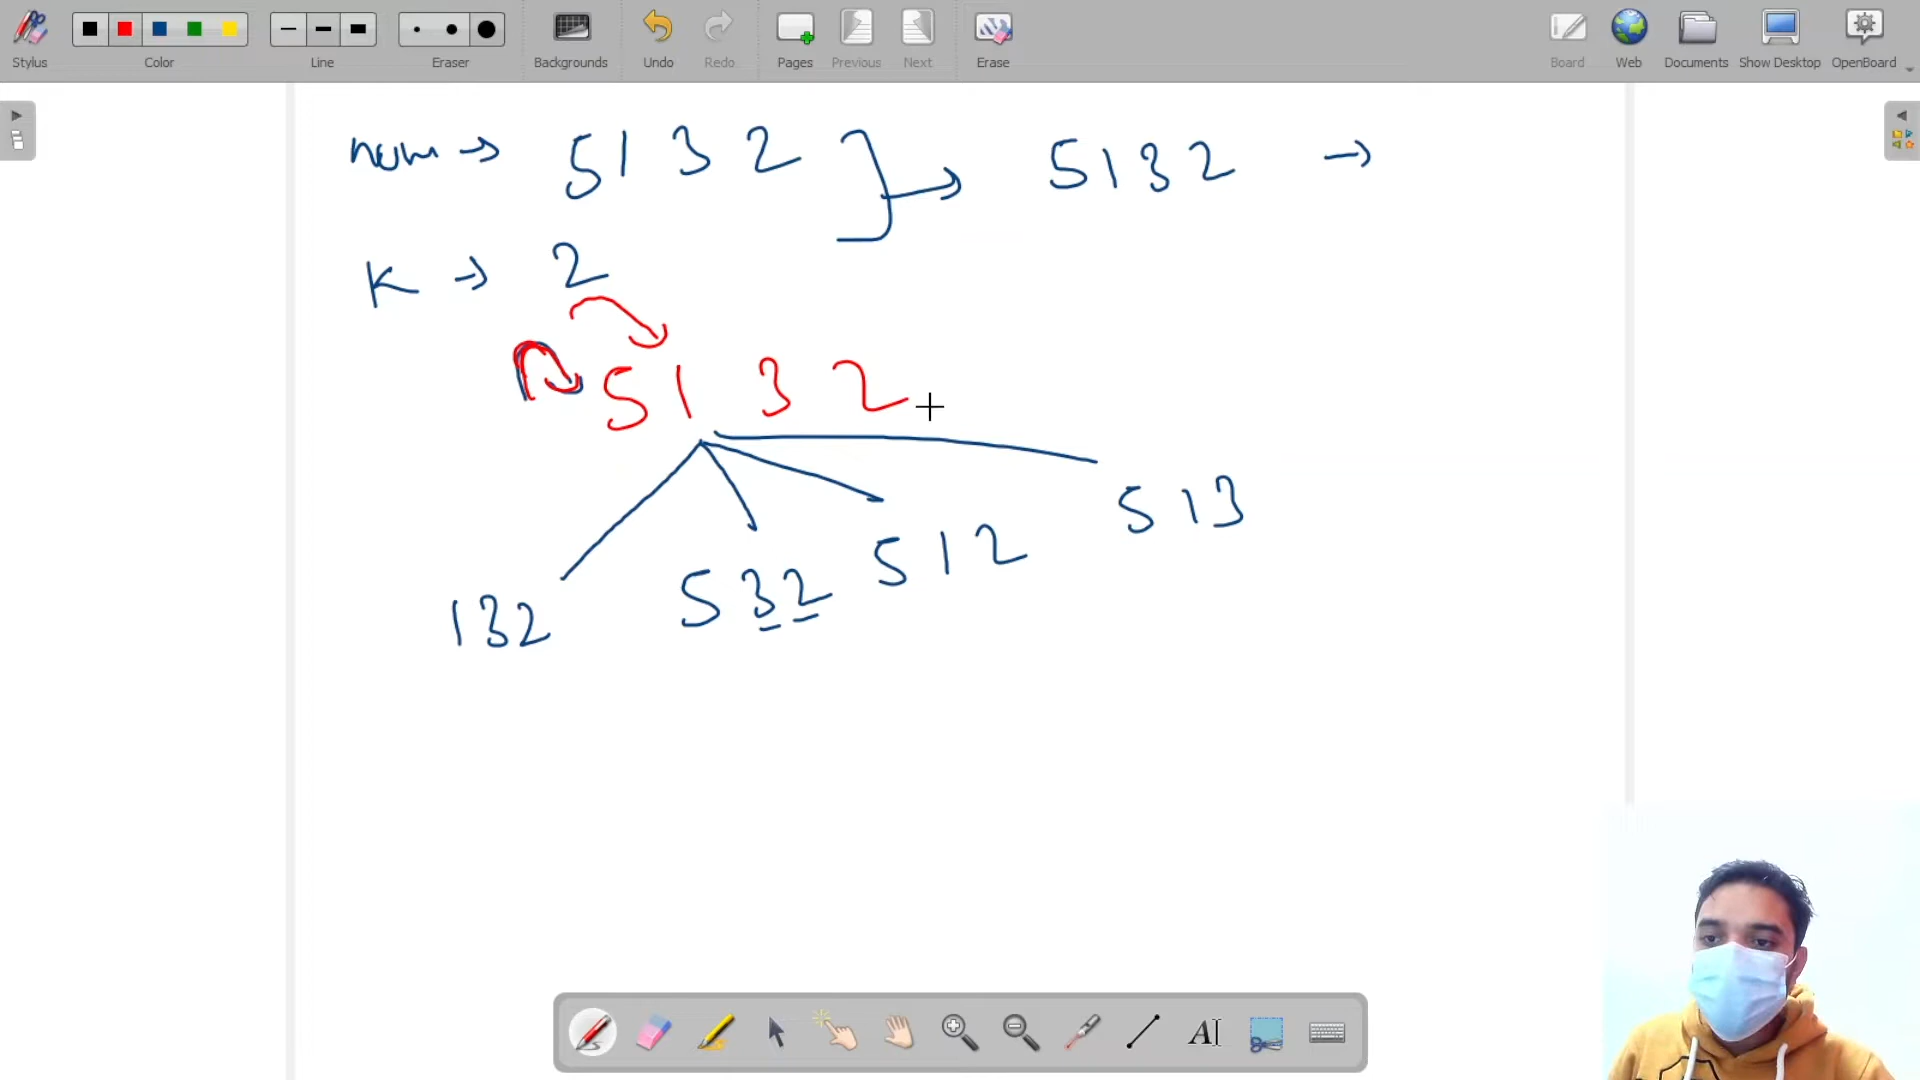 Stylus Color Line Eraser Backgrounds Undo Redo Pages Previous Next Erase Board Web Documents Show Desktop OpenBoard
num → 5 1 3 2 → 5 1 3 2 →
K → 2
5 1 3 2
5 1 3
5 1 2
5 3 2
1 3 2
AI